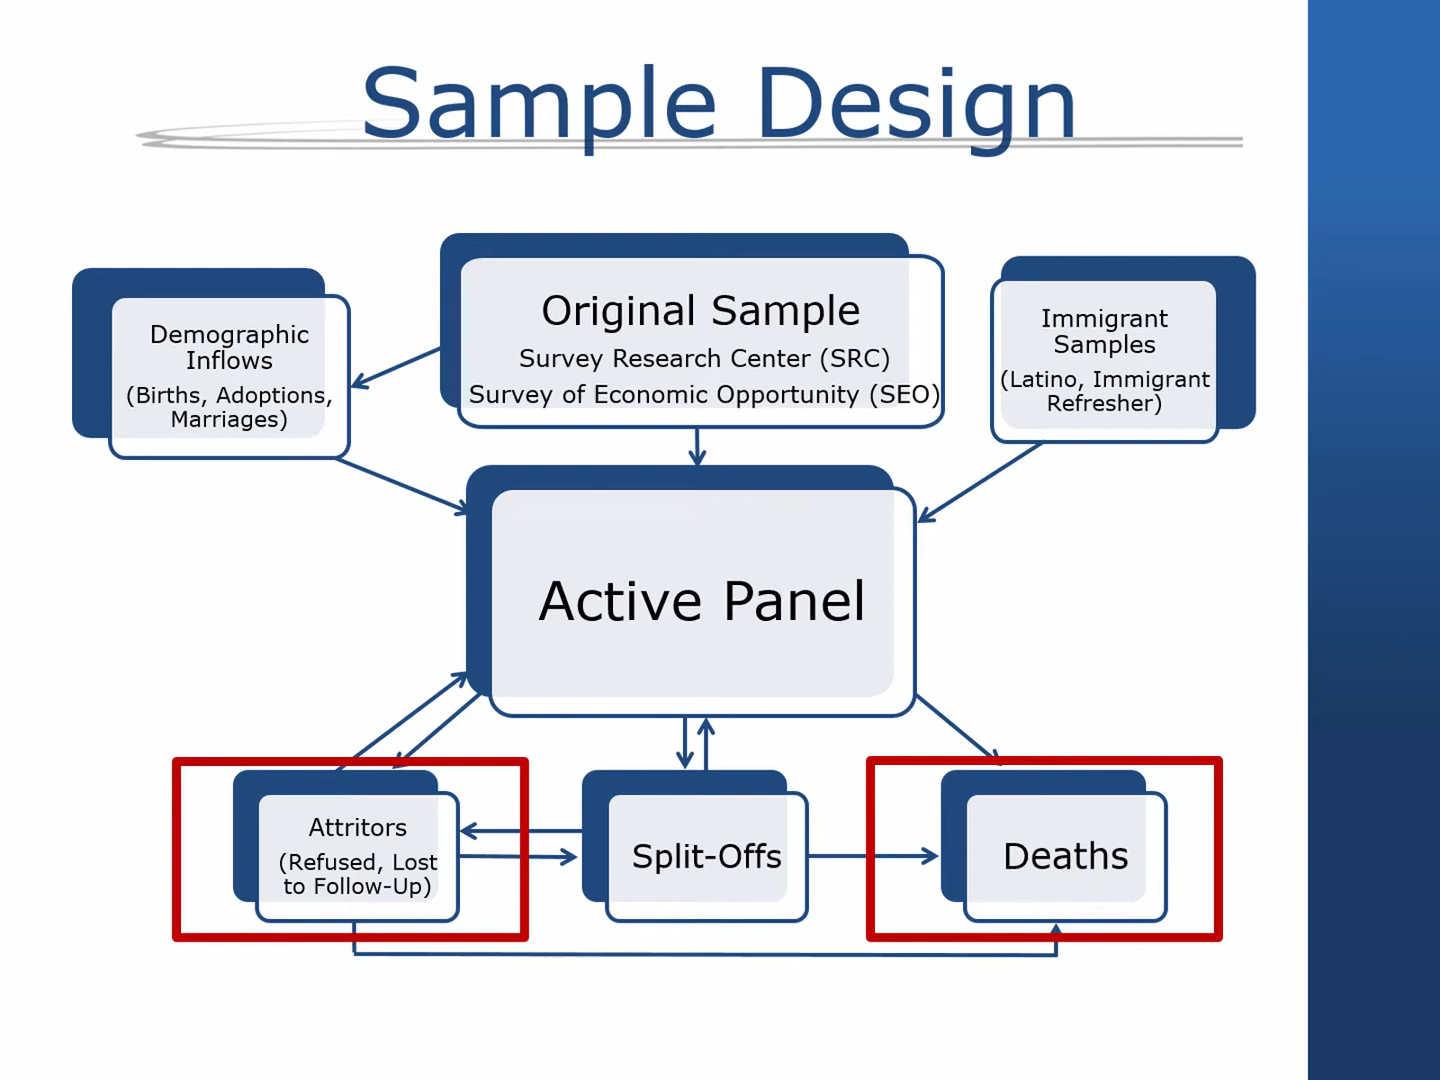 Sample Design
Demographic
Inflows
(Births, Adoptions,
Marriages)
Original Sample
Survey Research Center (SRC)
Survey of Economic Opportunity (SEO)
Immigrant
Samples
(Latino, Immigrant
Refresher)
Active Panel
Attritors
(Refused, Lost
to Follow-Up)
Split-Offs
Deaths